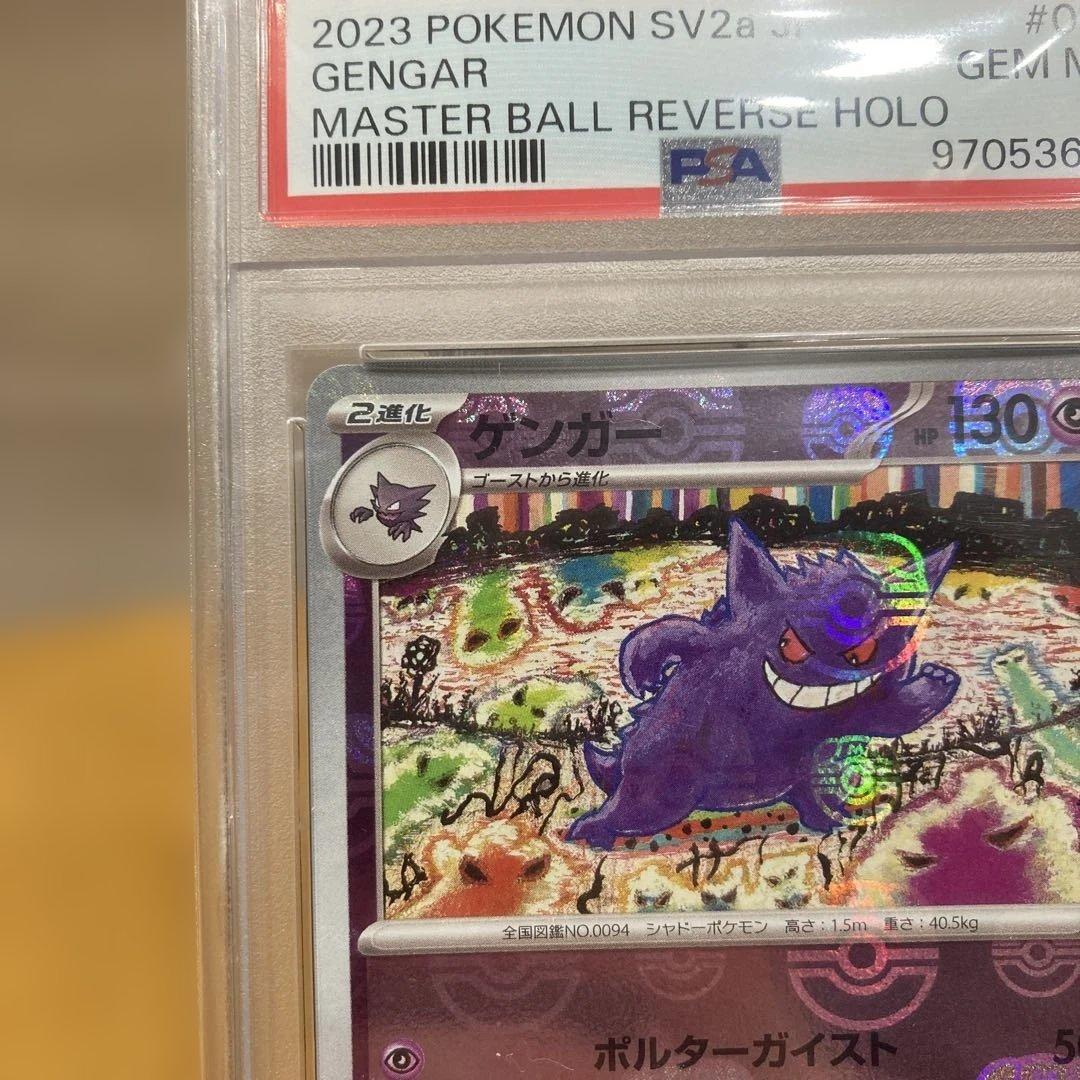 2023 POKEMON SV2a
GENGAR
GEM
MASTER BALL REVERSE HOLO
PSA
970536
2進化
ゲンガー
HP 130
ゴーストから進化
全国図鑑NO.0094 シャドーポケモン 高さ:1.5m 重さ:40.5kg
ポルターガイスト